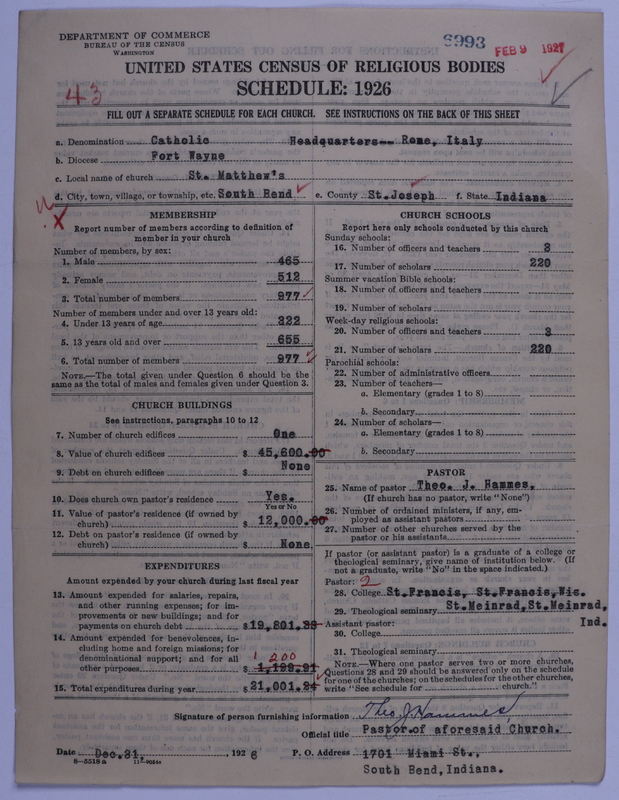 DEPARTMENT OF COMMERCE
BUREAU OF THE CENSUS
WASHINGTON
S993 FEB 9 1927
UNITED STATES CENSUS OF RELIGIOUS BODIES
SCHEDULE: 1926
43
FILL OUT A SEPARATE SCHEDULE FOR EACH CHURCH. SEE INSTRUCTIONS ON THE BACK OF THIS SHEET
a. Denomination Catholic Headquarters-- Rome, Italy
b. Diocese Fort Wayne
c. Local name of church St. Matthew's
d. City, town, village, or township, etc. South Bend e. County St. Joseph f. State Indiana
X
MEMBERSHIP
Report number of members according to definition of
member in your church
Number of members, by sex:
1. Male 465
2. Female 512
3. Total number of members 977
Number of members under and over 13 years old:
4. Under 13 years of age 322
5. 13 years old and over 655
6. Total number of members 977
NOTE.—The total given under Question 6 should be the
same as the total of males and females given under Question 3.
CHURCH BUILDINGS
See instructions, paragraphs 10 to 12
7. Number of church edifices One
8. Value of church edifices $ 45,600.00
9. Debt on church edifices $ None
10. Does church own pastor's residence Yes.
Yes or No
11. Value of pastor's residence (if owned by
church) $ 12,000.00
12. Debt on pastor's residence (if owned by
church) $ None
EXPENDITURES
Amount expended by your church during last fiscal year
13. Amount expended for salaries, repairs,
and other running expenses; for im-
provements or new buildings; and for
payments on church debt $ 19,801.33
14. Amount expended for benevolences, in-
cluding home and foreign missions; for
denominational support; and for all
other purposes $ 1,199.91
1 200
15. Total expenditures during year $ 21,001.24
CHURCH SCHOOLS
Report here only schools conducted by this church
Sunday schools:
16. Number of officers and teachers 3
17. Number of scholars 220
Summer vacation Bible schools:
18. Number of officers and teachers
19. Number of scholars
Week-day religious schools:
20. Number of officers and teachers 3
21. Number of scholars 220
Parochial schools:
22. Number of administrative officers
23. Number of teachers—
a. Elementary (grades 1 to 8)
b. Secondary
24. Number of scholars—
a. Elementary (grades 1 to 8)
b. Secondary
PASTOR
25. Name of pastor Theo. J. Hammes.
(If church has no pastor, write "None")
26. Number of ordained ministers, if any, em-
ployed as assistant pastors
27. Number of other churches served by the
pastor or his assistants
If pastor (or assistant pastor) is a graduate of a college or
theological seminary, give name of institution below. (If
not a graduate, write "No" in the space indicated.)
Pastor: 2
28. College St. Francis, St. Francis, Wis.
29. Theological seminary St. Meinrad, St. Meinrad,
Assistant pastor: Ind.
30. College
31. Theological seminary
NOTE.—Where one pastor serves two or more churches,
Questions 28 and 29 should be answered only on the schedule
for one of the churches; on the schedules for the other churches,
write "See schedule for church."
Signature of person furnishing information Theo J Hammes,
Official title Pastor of aforesaid Church.
Date Dec. 31, 1926 P. O. Address 1701 Miami St.,
8—5518a 11—9034
South Bend, Indiana.